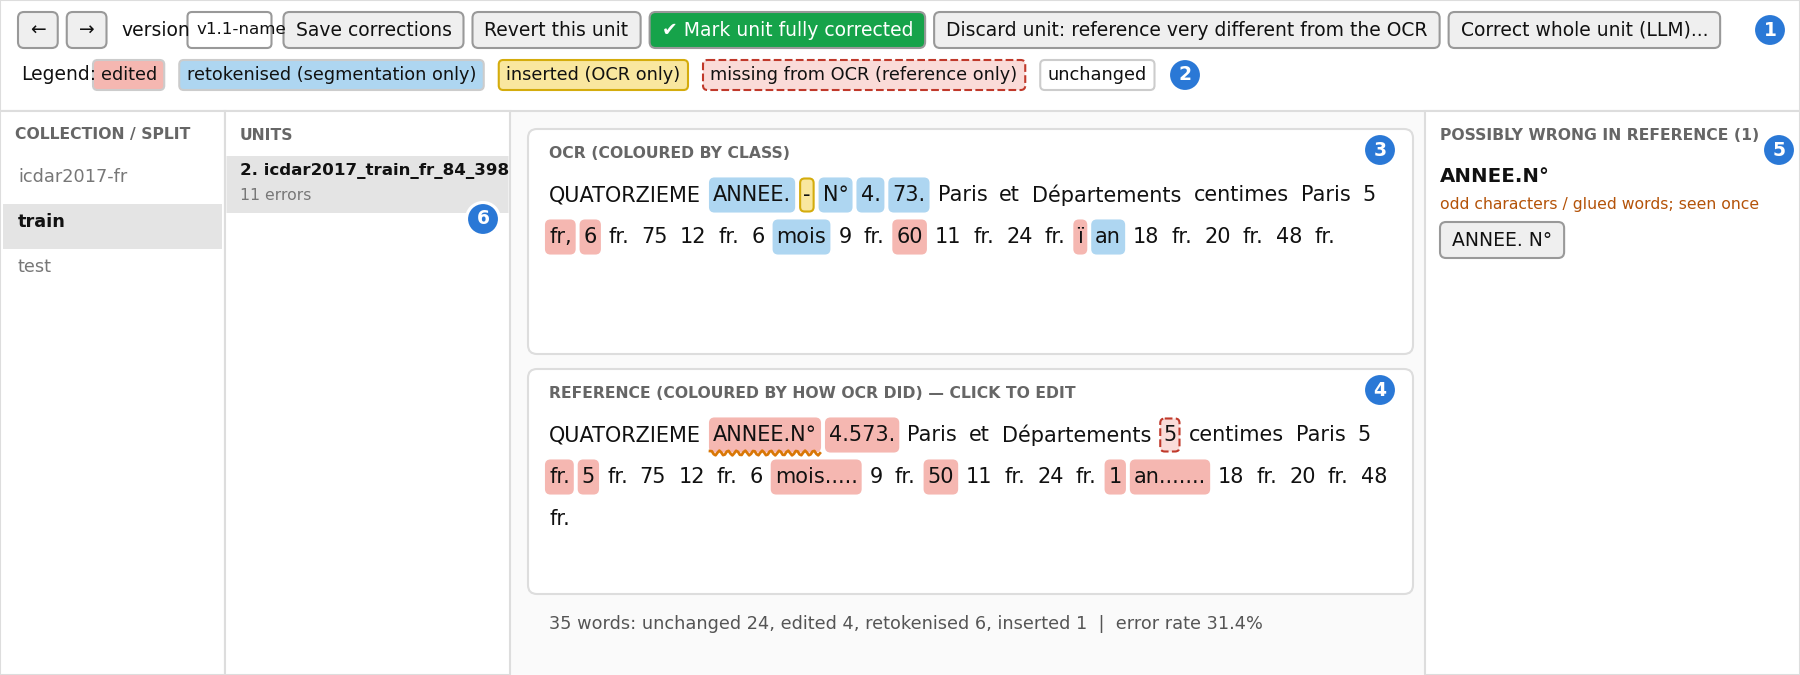 ← → version v1.1-name Save corrections Revert this unit ✔ Mark unit fully corrected Discard unit: reference very different from the OCR Correct whole unit (LLM)... 1
Legend: edited retokenised (segmentation only) inserted (OCR only) missing from OCR (reference only) unchanged 2
COLLECTION / SPLIT
icdar2017-fr
train
test
UNITS
2. icdar2017_train_fr_84_398
11 errors
6
OCR (COLOURED BY CLASS) 3
QUATORZIEME ANNEE. - N° 4. 73. Paris et Départements centimes Paris 5
fr, 6 fr. 75 12 fr. 6 mois 9 fr. 60 11 fr. 24 fr. ï an 18 fr. 20 fr. 48 fr.
REFERENCE (COLOURED BY HOW OCR DID) — CLICK TO EDIT 4
QUATORZIEME ANNEE.N° 4.573. Paris et Départements 5 centimes Paris 5
fr. 5 fr. 75 12 fr. 6 mois..... 9 fr. 50 11 fr. 24 fr. 1 an....... 18 fr. 20 fr. 48
fr.
35 words: unchanged 24, edited 4, retokenised 6, inserted 1 | error rate 31.4%
POSSIBLY WRONG IN REFERENCE (1) 5
ANNEE.N°
odd characters / glued words; seen once
ANNEE. N°